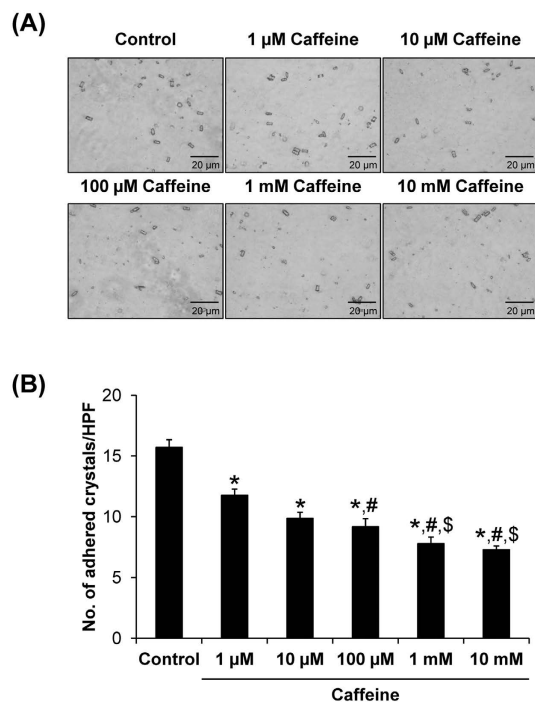 (A)
Control 1 µM Caffeine 10 µM Caffeine
20 µm 20 µm 20 µm
100 µM Caffeine 1 mM Caffeine 10 mM Caffeine
20 µm 20 µm 20 µm
(B)
No. of adhered crystals/HPF
20
15
10
5
0
* * *,# *,#,$ *,#,$
Control 1 µM 10 µM 100 µM 1 mM 10 mM
Caffeine